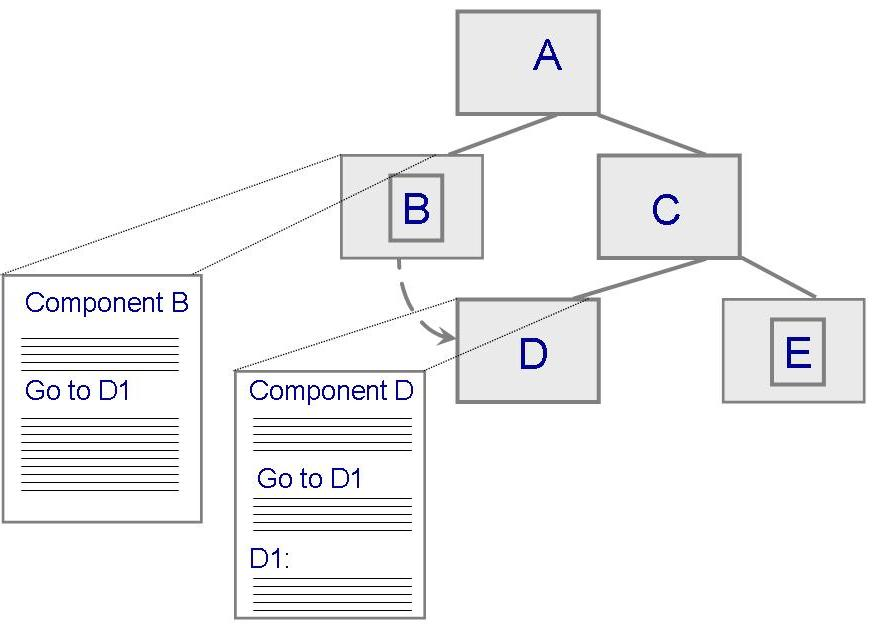 A
B
C
D
E
Component B
Go to D1
Component D
Go to D1
D1: